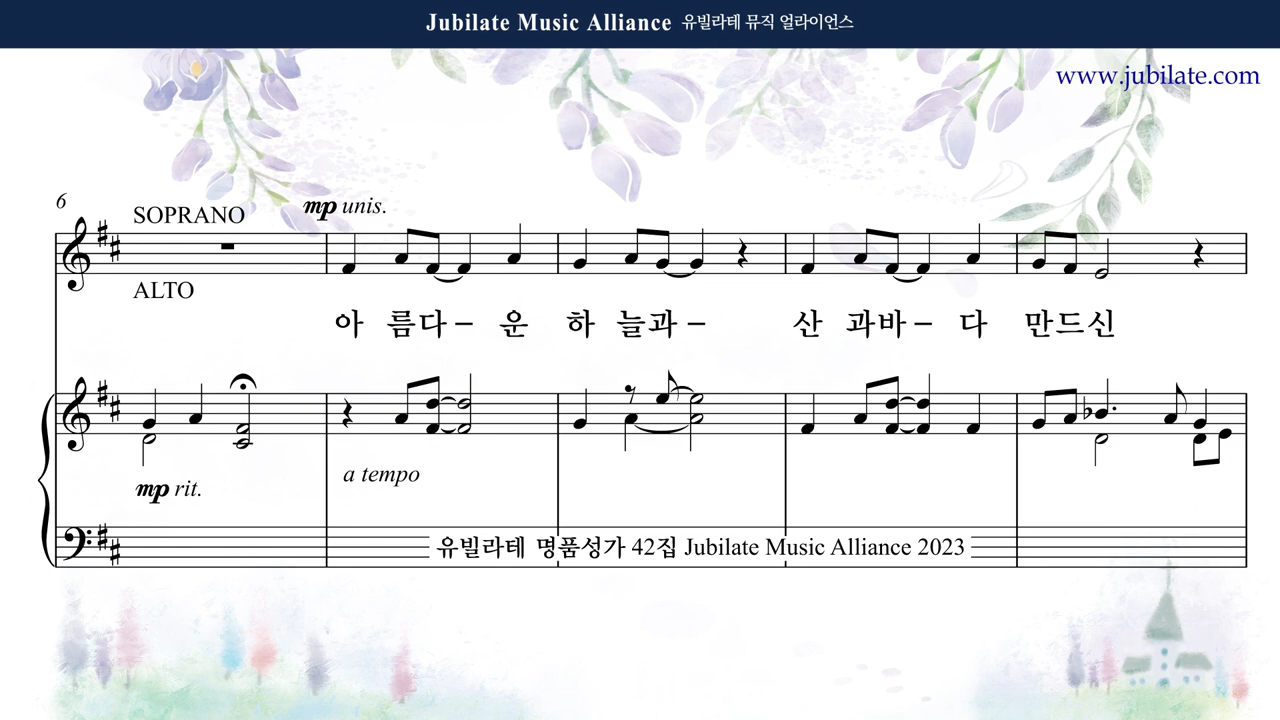 Jubilate Music Alliance 유빌라테 뮤직 얼라이언스
www.jubilate.com
6
SOPRANO
mp unis.
ALTO
아 름다– 운 하 늘과– 산 과바– 다 만드신
a tempo
mp rit.
유빌라테 명품성가 42집 Jubilate Music Alliance 2023